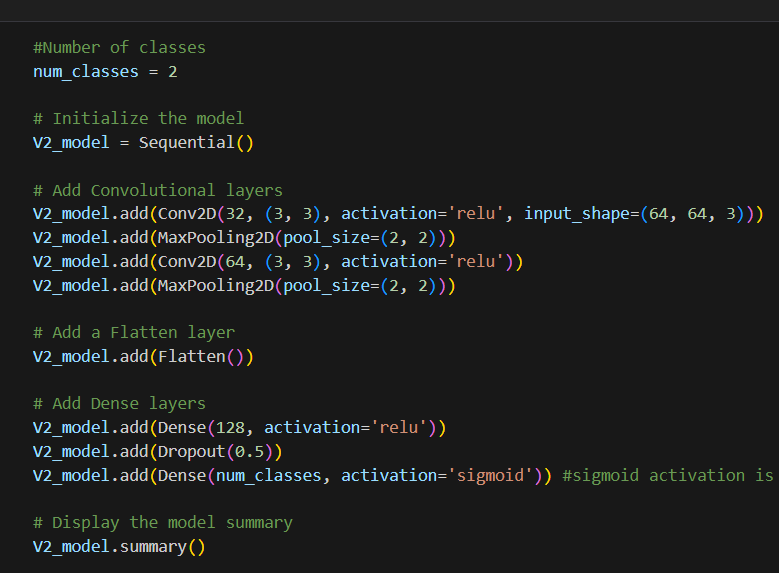 #Number of classes
num_classes = 2
# Initialize the model
V2_model = Sequential()
# Add Convolutional layers
V2_model.add(Conv2D(32, (3, 3), activation='relu', input_shape=(64, 64, 3)))
V2_model.add(MaxPooling2D(pool_size=(2, 2)))
V2_model.add(Conv2D(64, (3, 3), activation='relu'))
V2_model.add(MaxPooling2D(pool_size=(2, 2)))
# Add a Flatten layer
V2_model.add(Flatten())
# Add Dense layers
V2_model.add(Dense(128, activation='relu'))
V2_model.add(Dropout(0.5))
V2_model.add(Dense(num_classes, activation='sigmoid')) #sigmoid activation is
# Display the model summary
V2_model.summary()